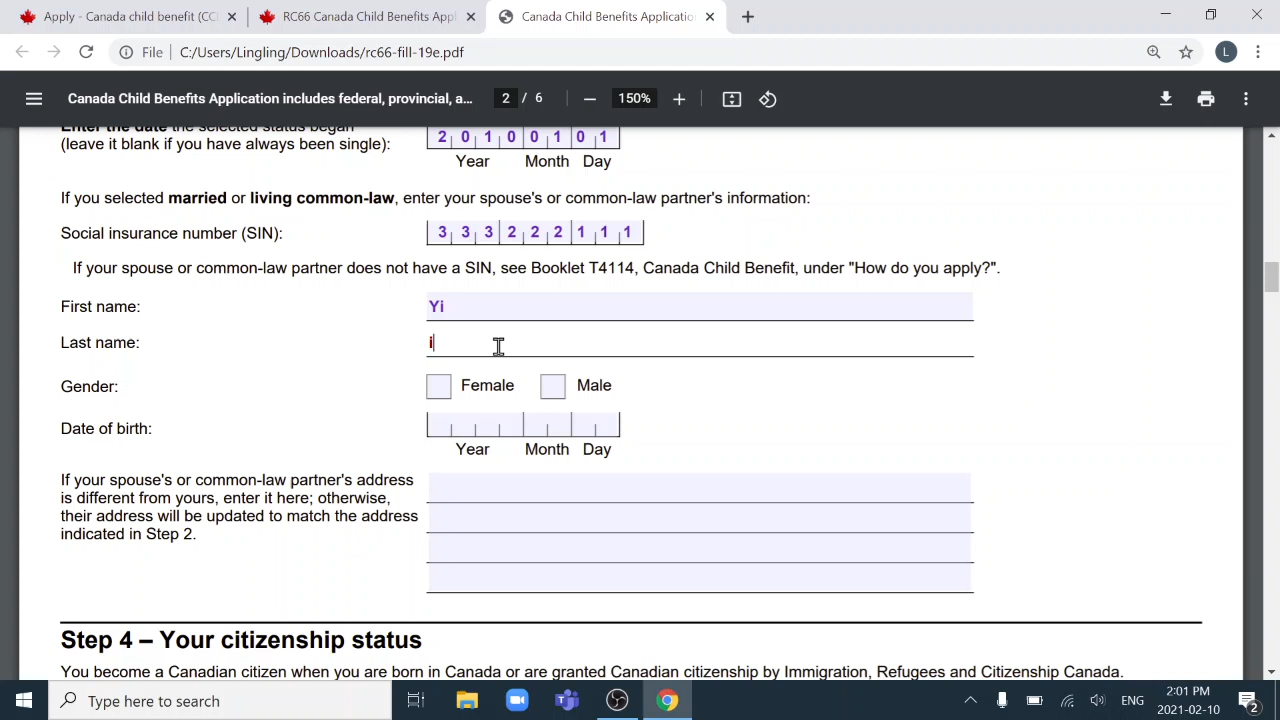 Apply - Canada child benefit (CC
RC66 Canada Child Benefits Appl
Canada Child Benefits Applicatio
File
C:/Users/Lingling/Downloads/rc66-fill-19e.pdf
L
Canada Child Benefits Application includes federal, provincial, a...
2 / 6
150%
Enter the date the selected status began
(leave it blank if you have always been single):
2 0 1 0 0 1 0 1
Year Month Day
If you selected married or living common-law, enter your spouse's or common-law partner's information:
Social insurance number (SIN):
3 3 3 2 2 2 1 1 1
If your spouse or common-law partner does not have a SIN, see Booklet T4114, Canada Child Benefit, under "How do you apply?".
First name:
Yi
Last name:
i
Gender:
Female Male
Date of birth:
Year Month Day
If your spouse's or common-law partner's address
is different from yours, enter it here; otherwise,
their address will be updated to match the address
indicated in Step 2.
Step 4 – Your citizenship status
You become a Canadian citizen when you are born in Canada or are granted Canadian citizenship by Immigration, Refugees and Citizenship Canada.
Type here to search
ENG
2:01 PM
2021-02-10
2